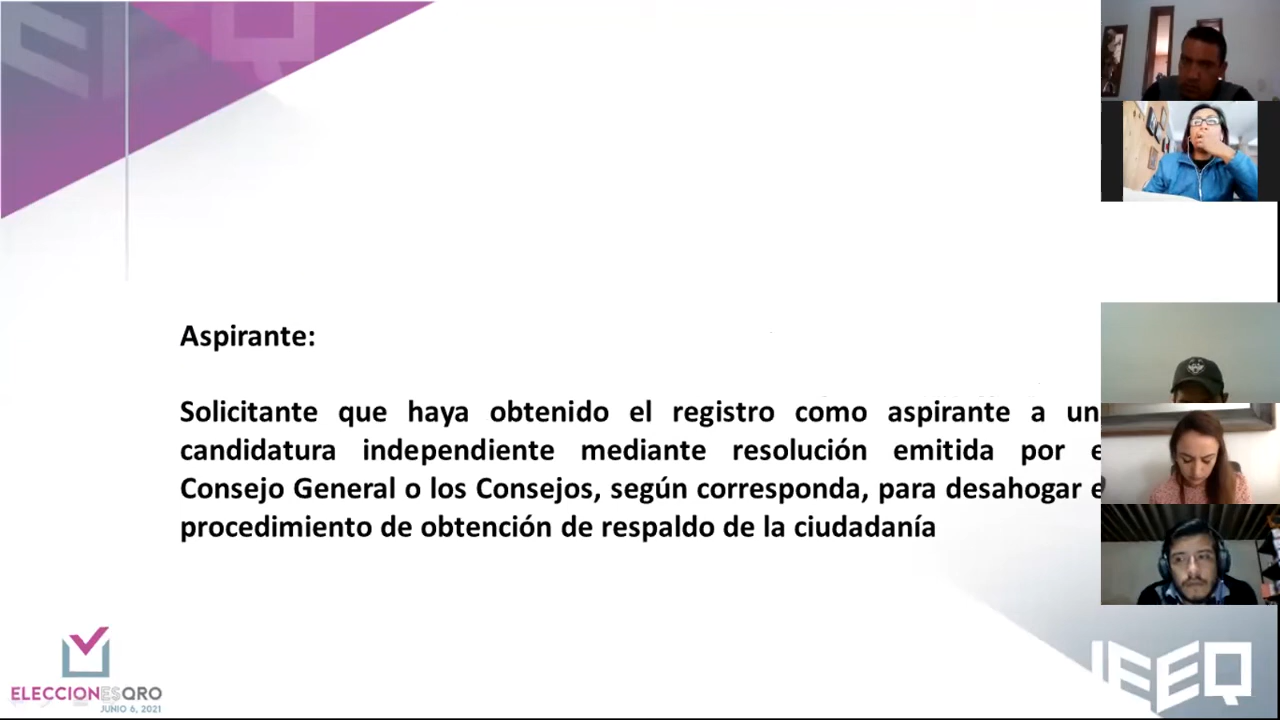 Aspirante:
Solicitante que haya obtenido el registro como aspirante a un
candidatura independiente mediante resolución emitida por e
Consejo General o los Consejos, según corresponda, para desahogar e
procedimiento de obtención de respaldo de la ciudadanía
ELECCIONESQRO
JUNIO 6, 2021
IEEQ